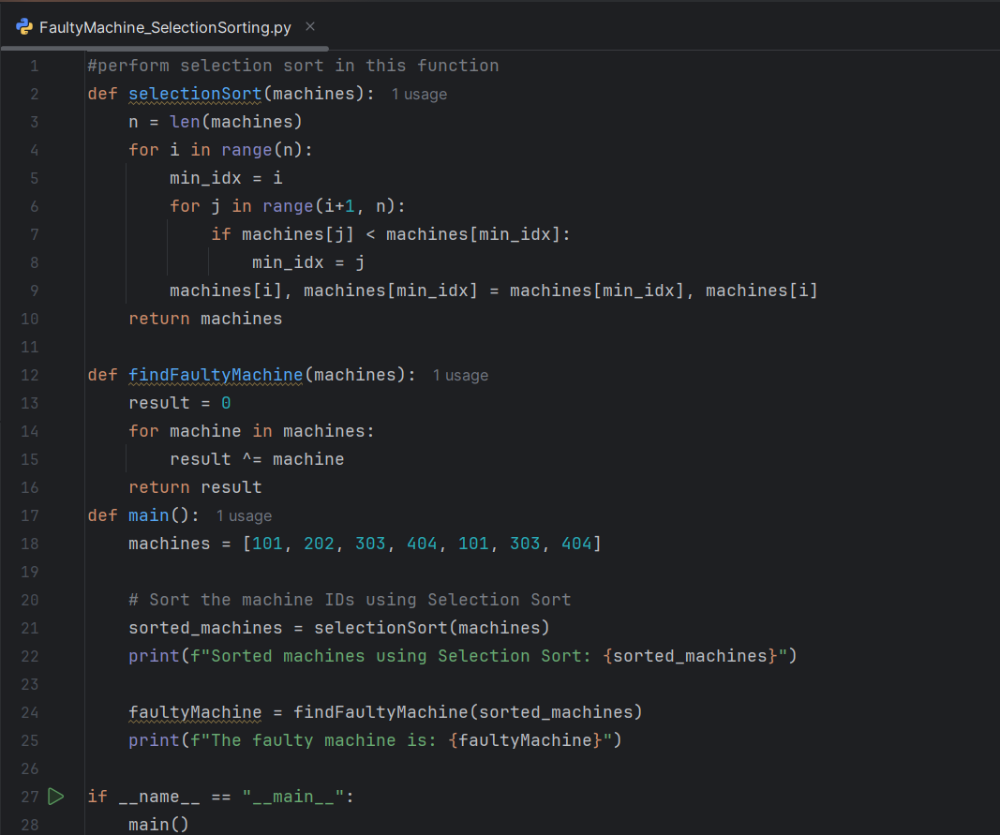 FaultyMachine_SelectionSorting.py ×
1 #perform selection sort in this function
2 def selectionSort(machines): 1 usage
3     n = len(machines)
4     for i in range(n):
5         min_idx = i
6         for j in range(i+1, n):
7             if machines[j] < machines[min_idx]:
8                 min_idx = j
9         machines[i], machines[min_idx] = machines[min_idx], machines[i]
10     return machines
11
12 def findFaultyMachine(machines): 1 usage
13     result = 0
14     for machine in machines:
15         result ^= machine
16     return result
17 def main(): 1 usage
18     machines = [101, 202, 303, 404, 101, 303, 404]
19
20     # Sort the machine IDs using Selection Sort
21     sorted_machines = selectionSort(machines)
22     print(f"Sorted machines using Selection Sort: {sorted_machines}")
23
24     faultyMachine = findFaultyMachine(sorted_machines)
25     print(f"The faulty machine is: {faultyMachine}")
26
27 if __name__ == "__main__":
28     main()